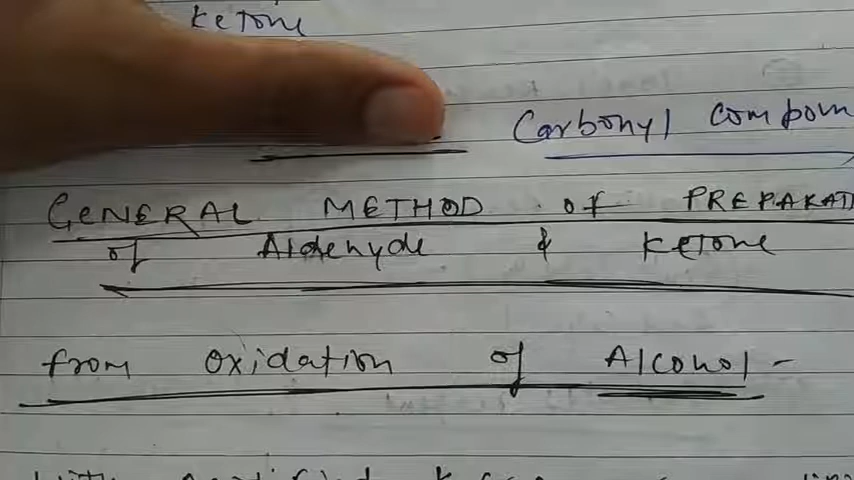 ketone
Carbonyl compoun
GENERAL METHOD of PREPARAT
of Aldehyde & ketone
from oxidation of Alcohol -